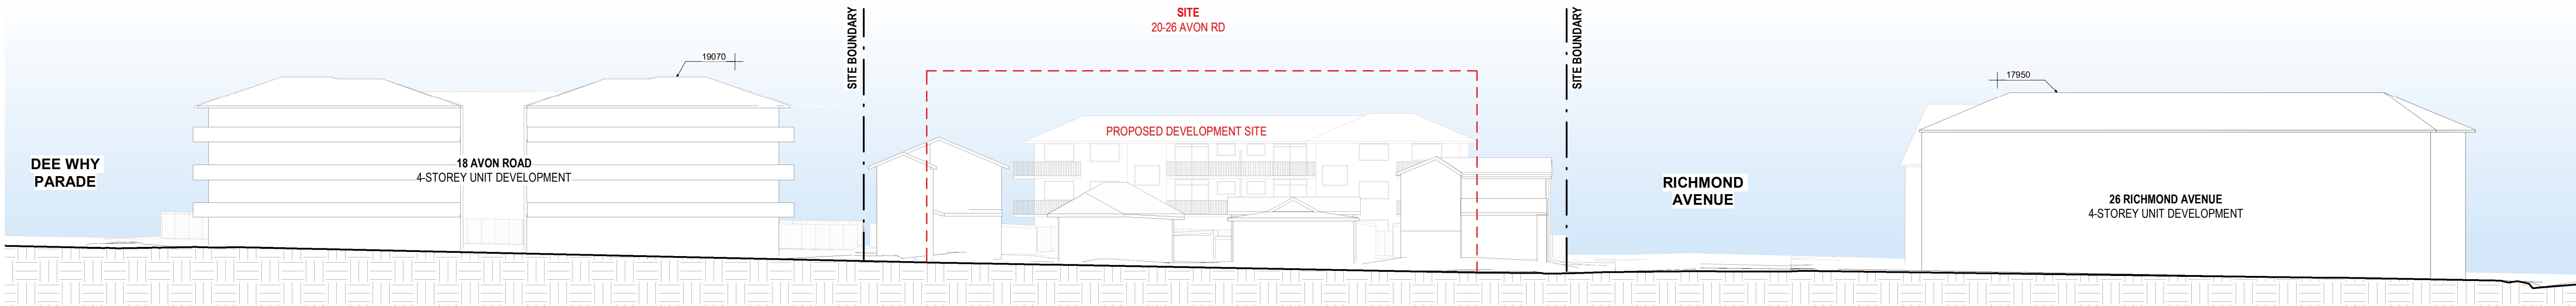 SITE
20-26 AVON RD
SITE BOUNDARY
SITE BOUNDARY
19070
17950
PROPOSED DEVELOPMENT SITE
DEE WHY
PARADE
18 AVON ROAD
4-STOREY UNIT DEVELOPMENT
RICHMOND
AVENUE
26 RICHMOND AVENUE
4-STOREY UNIT DEVELOPMENT